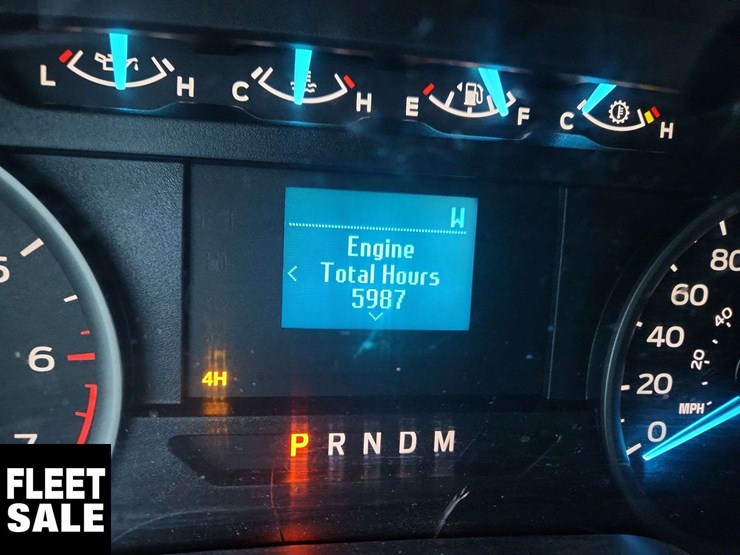 L H C H E F C H
W
Engine
< Total Hours
5987
4H
P R N D M
5
6
7
80
60
40
20
0
40
20
MPH
FLEET
SALE